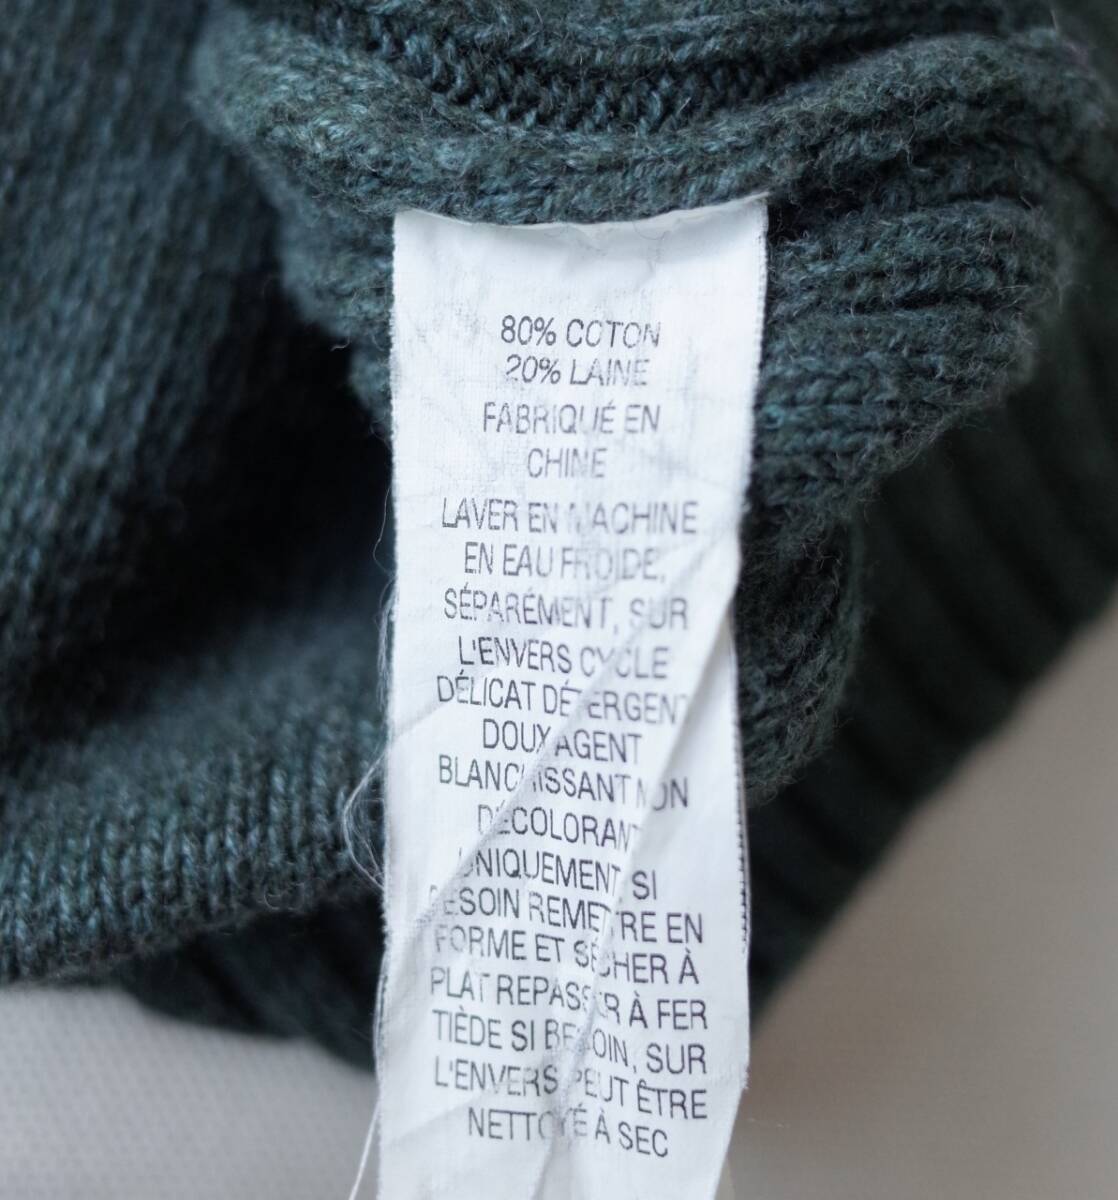 80% COTON
20% LAINE
FABRIQUÉ EN
CHINE
LAVER EN MACHINE
EN EAU FROIDE,
SÉPARÉMENT, SUR
L'ENVERS CYCLE
DÉLICAT DÉTERGENT
DOUX AGENT
BLANCHISSANT NON
DÉCOLORANT
UNIQUEMENT SI
BESOIN REMETTRE EN
FORME ET SÉCHER À
PLAT REPASSER À FER
TIÈDE SI BESOIN, SUR
L'ENVERS PEUT ÊTRE
NETTOYÉ À SEC